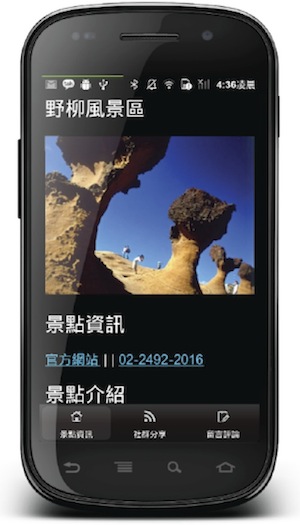 4:36凌晨
野柳風景區
景點資訊
官方網站 | | 02-2492-2016
景點介紹
景點資訊 社群分享 留言評論